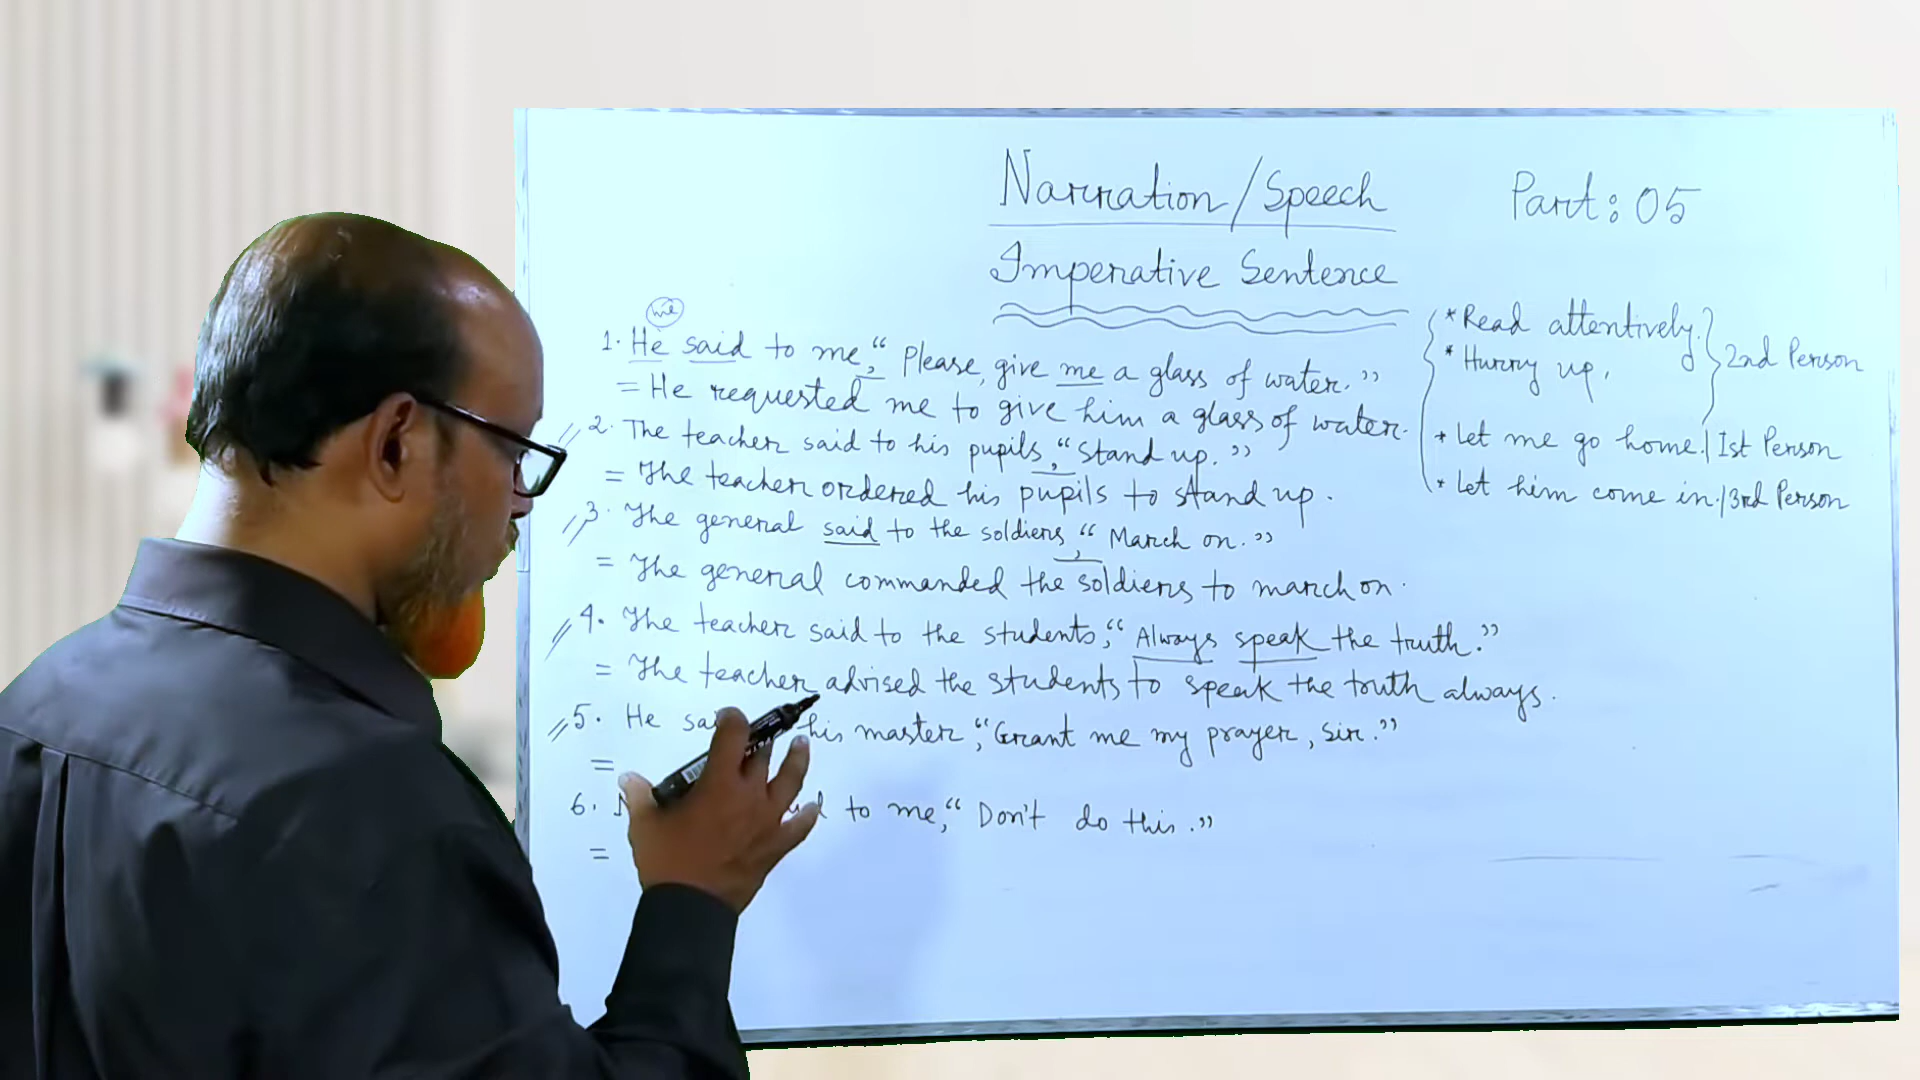 Narration/Speech
Part: 05
Imperative Sentence
me
1. He said to me, "Please, give me a glass of water."
= He requested me to give him a glass of water.
2. The teacher said to his pupils, "Stand up."
= The teacher ordered his pupils to stand up.
3. The general said to the soldiers, "March on."
= The general commanded the soldiers to march on.
4. The teacher said to the students, "Always speak the truth."
= The teacher advised the students to speak the truth always.
5. He his master, "Grant me my prayer, Sir."
=
6. to me, "Don't do this."
=
* Read attentively.
* Hurry up.
2nd Person
* Let me go home. 1st Person
* Let him come in. 3rd Person